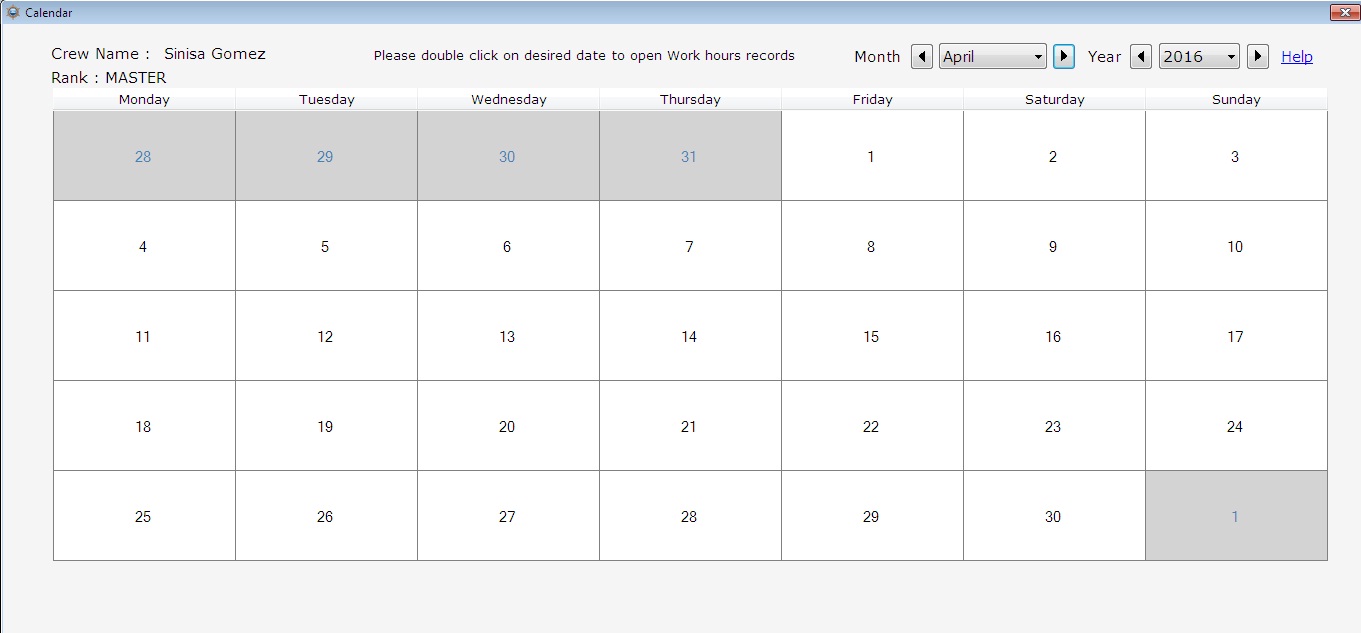 Calendar
Crew Name :   Sinisa Gomez   Please double click on desired date to open Work hours records   Month   April   Year   2016   Help
Rank : MASTER
Monday   Tuesday   Wednesday   Thursday   Friday   Saturday   Sunday
28   29   30   31   1   2   3
4   5   6   7   8   9   10
11   12   13   14   15   16   17
18   19   20   21   22   23   24
25   26   27   28   29   30   1